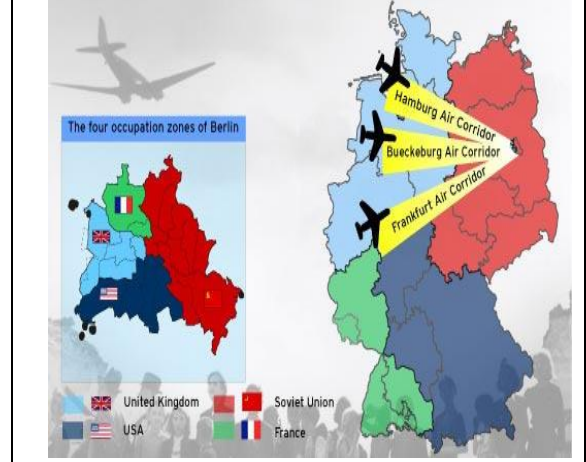 The four occupation zones of Berlin
Hamburg Air Corridor
Bueckeburg Air Corridor
Frankfurt Air Corridor
United Kingdom
Soviet Union
USA
France